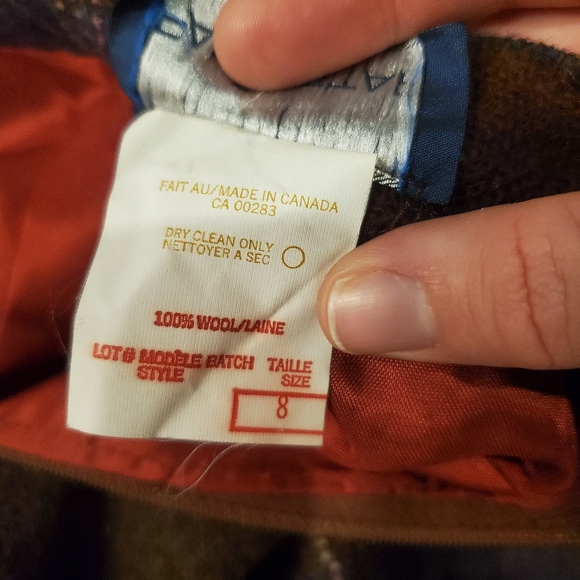 FAIT AU/MADE IN CANADA
CA 00283
DRY CLEAN ONLY
NETTOYER A SEC
100% WOOL/LAINE
LOT# MODÈLE BATCH TAILLE
STYLE SIZE
8